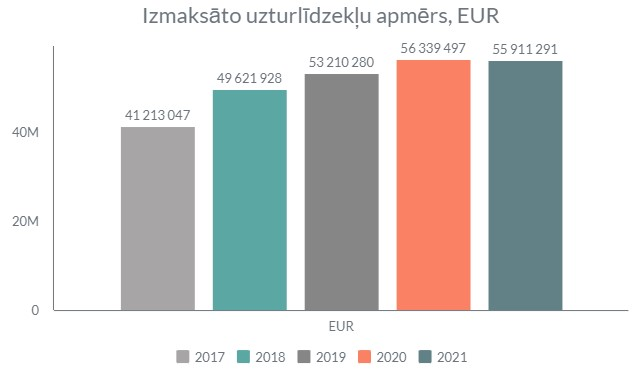 Izmaksāto uzturlīdzekļu apmērs, EUR
56 339 497
55 911 291
53 210 280
49 621 928
41 213 047
40M
20M
0
EUR
2017 2018 2019 2020 2021